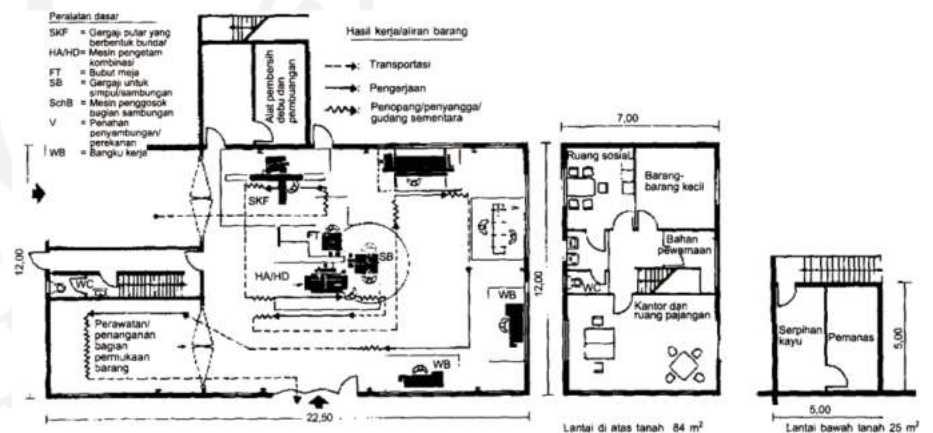 Peralatan dasar
SKF = Gergaji putar yang
berbentuk bundar
HA/HD = Mesin pengetam
kombinasi
FT = Bubut meja
SB = Gergaji untuk
simpul/sambungan
SchB = Mesin penggosok
bagian sambungan
V = Penahan
penyambungan/
perekanan
WB = Bangku kerja
Hasil kerja/aliran barang
Transportasi
Pengerjaan
Penopang/penyangga/
gudang sementara
Alat pembersih
debu dan
pembuangan
SKF
FT
SB
HA/HD
WC
WB
WB
Perawatan/
penanganan
bagian
permukaan
barang
12,00
22,50
7,00
12,00
Ruang sosial
Barang-
barang kecil
Bahan
pewarnaan
WC
Kantor dan
ruang pajangan
Lantai di atas tanah 84 m²
Serpihan
kayu
Pemanas
5,00
5,00
Lantai bawah tanah 25 m²